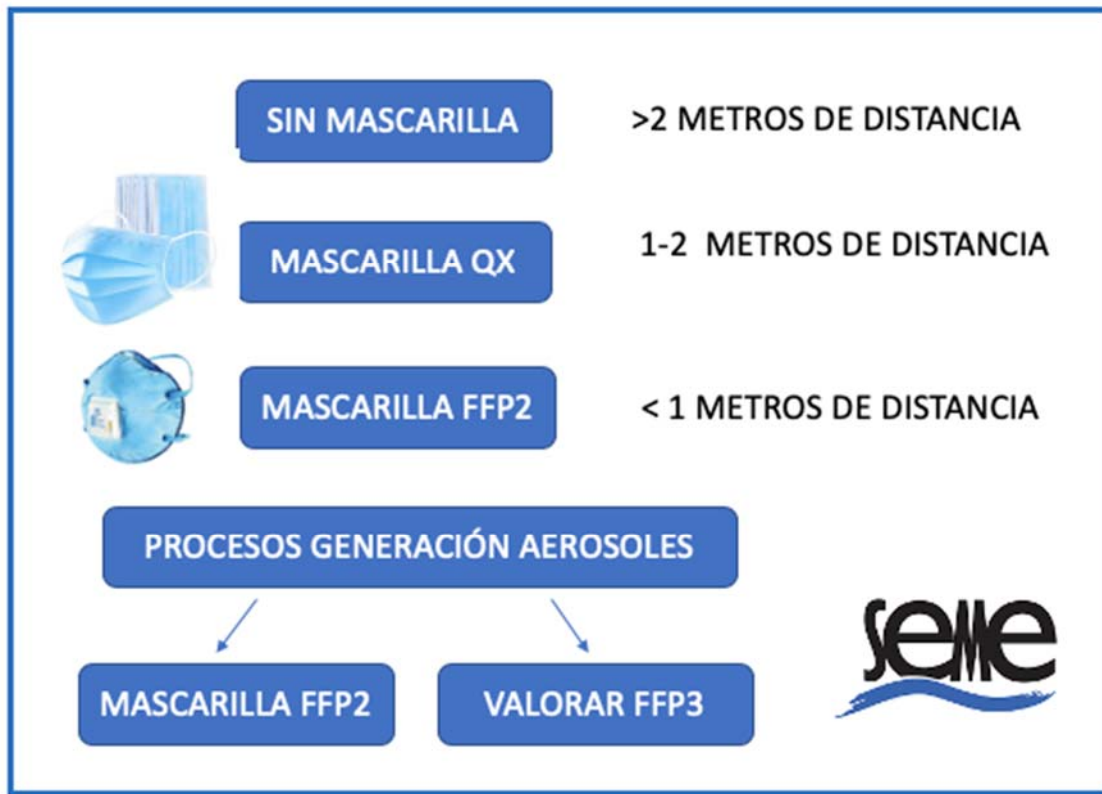 SIN MASCARILLA >2 METROS DE DISTANCIA
MASCARILLA QX 1-2 METROS DE DISTANCIA
MASCARILLA FFP2 < 1 METROS DE DISTANCIA
PROCESOS GENERACIÓN AEROSOLES
MASCARILLA FFP2 VALORAR FFP3
seme